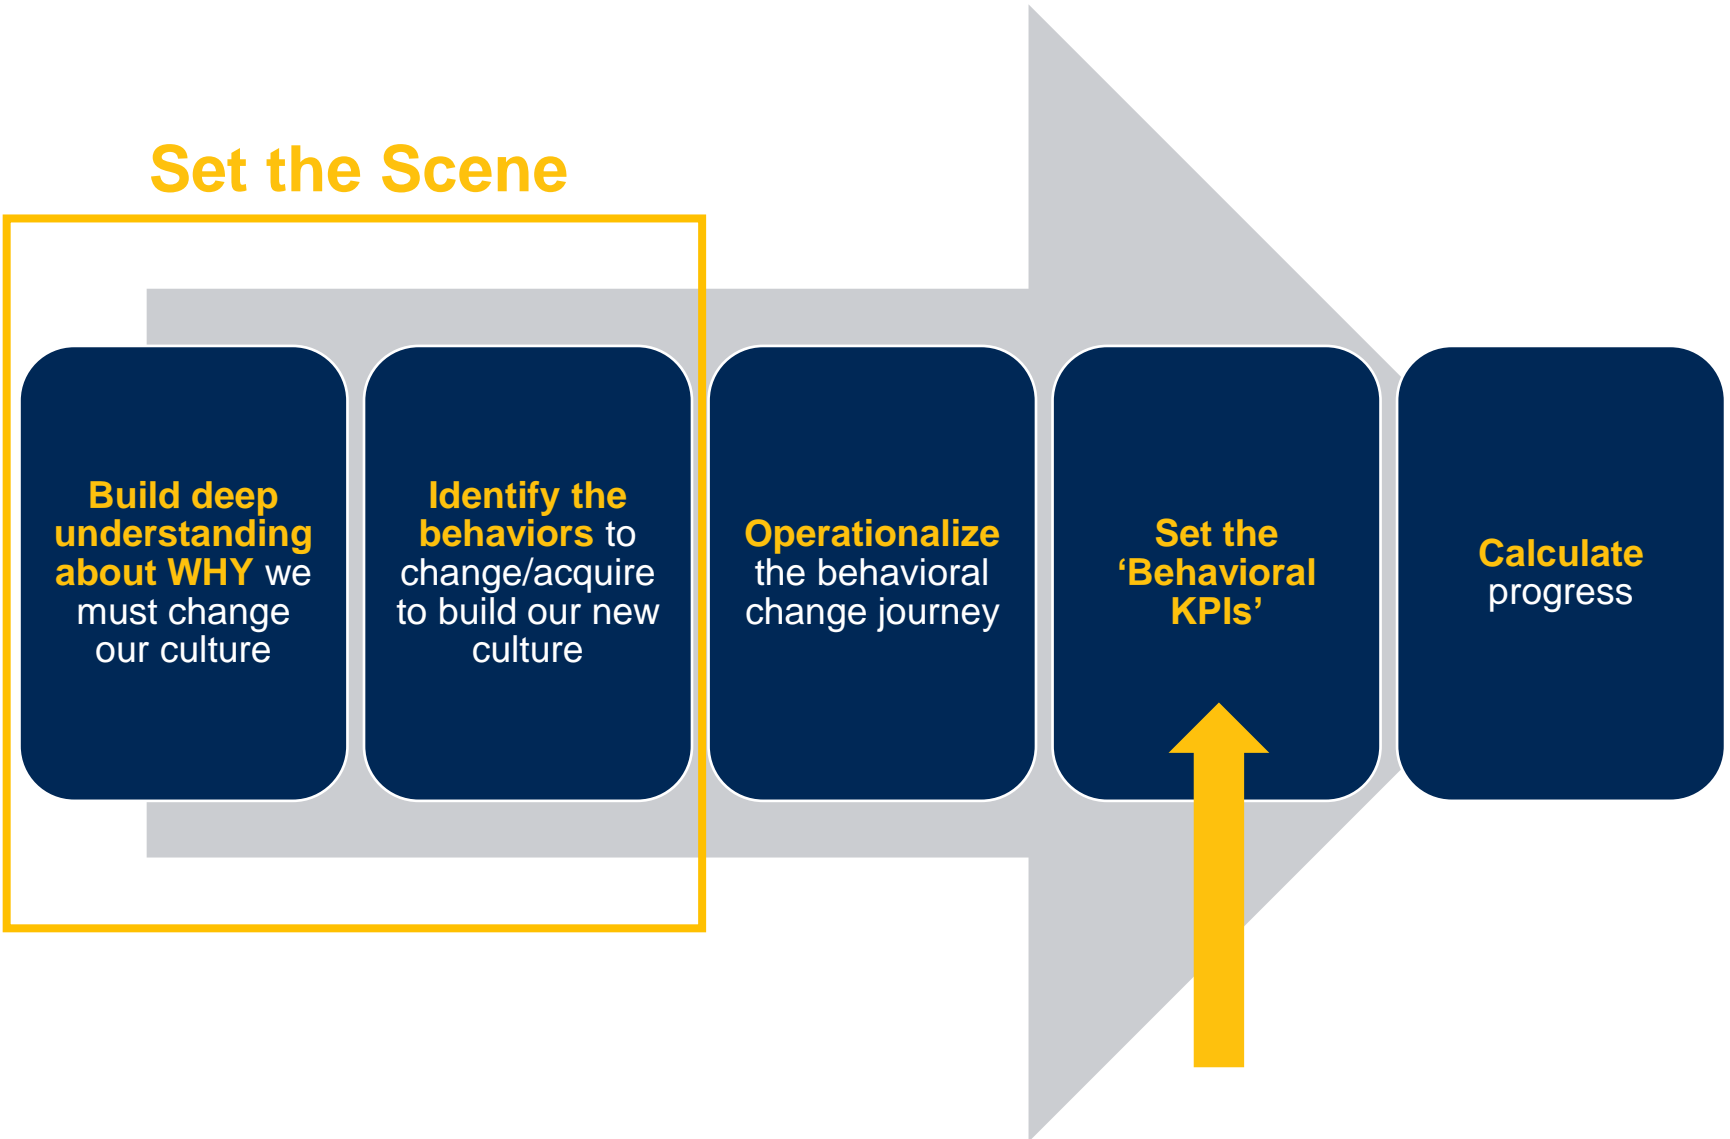 Set the Scene
Build deep
understanding
about WHY we
must change
our culture
Identify the
behaviors to
change/acquire
to build our new
culture
Operationalize
the behavioral
change journey
Set the
‘Behavioral
KPIs’
Calculate
progress